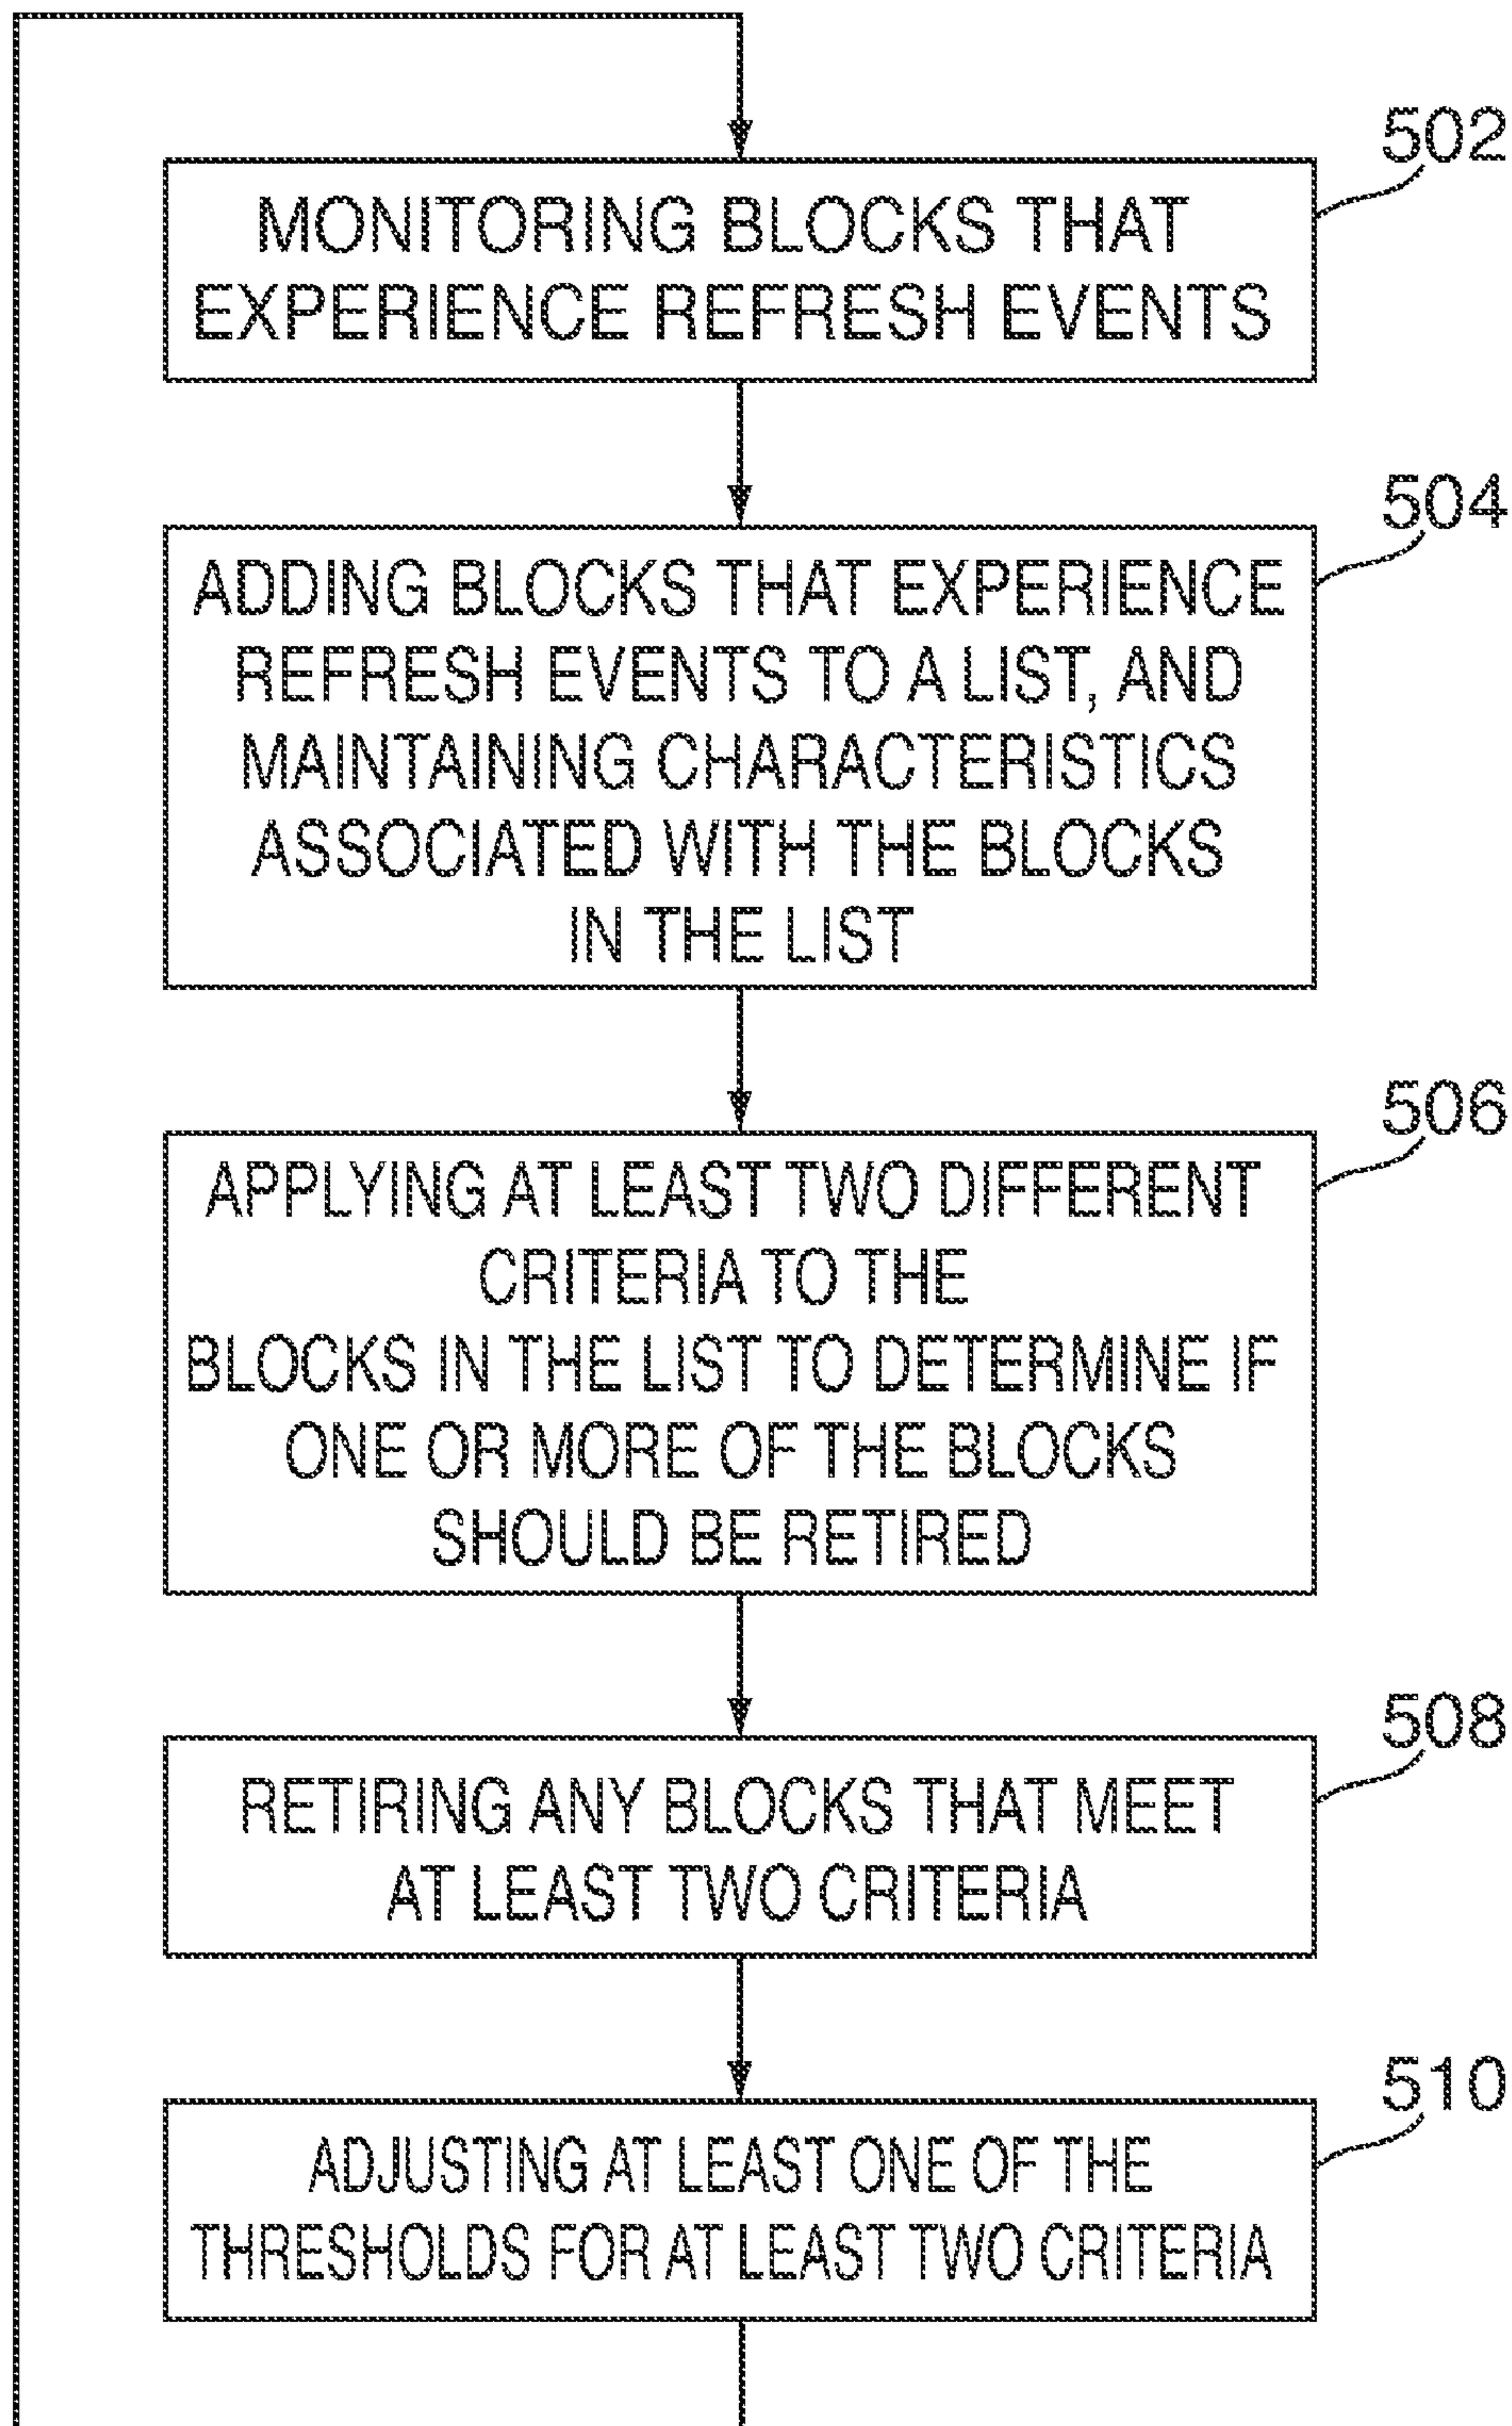 502
MONITORING BLOCKS THAT
EXPERIENCE REFRESH EVENTS
504
ADDING BLOCKS THAT EXPERIENCE
REFRESH EVENTS TO A LIST, AND
MAINTAINING CHARACTERISTICS
ASSOCIATED WITH THE BLOCKS
IN THE LIST
506
APPLYING AT LEAST TWO DIFFERENT
CRITERIA TO THE
BLOCKS IN THE LIST TO DETERMINE IF
ONE OR MORE OF THE BLOCKS
SHOULD BE RETIRED
508
RETIRING ANY BLOCKS THAT MEET
AT LEAST TWO CRITERIA
510
ADJUSTING AT LEAST ONE OF THE
THRESHOLDS FOR AT LEAST TWO CRITERIA